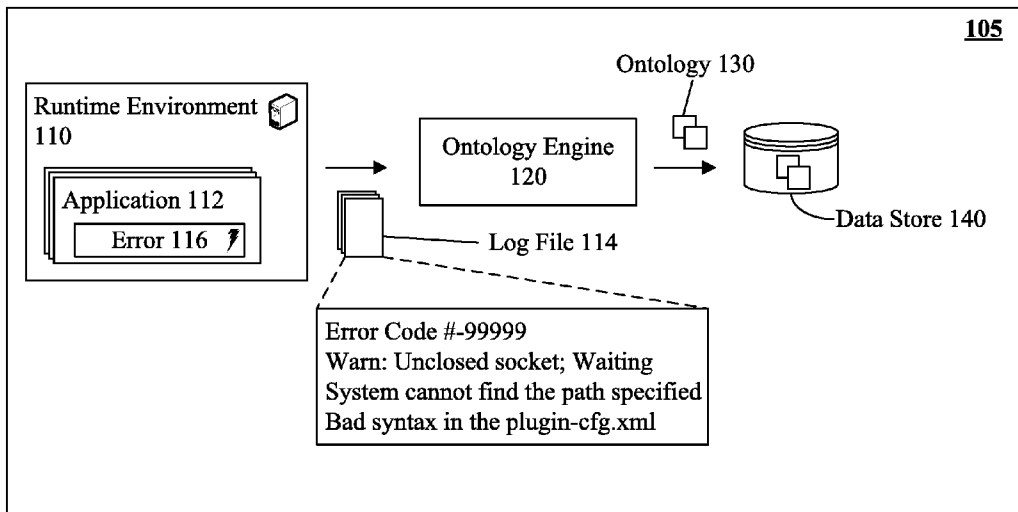 105
Ontology 130
Runtime Environment
110
Application 112
Error 116
Ontology Engine
120
Data Store 140
Log File 114
Error Code #-99999
Warn: Unclosed socket; Waiting
System cannot find the path specified
Bad syntax in the plugin-cfg.xml